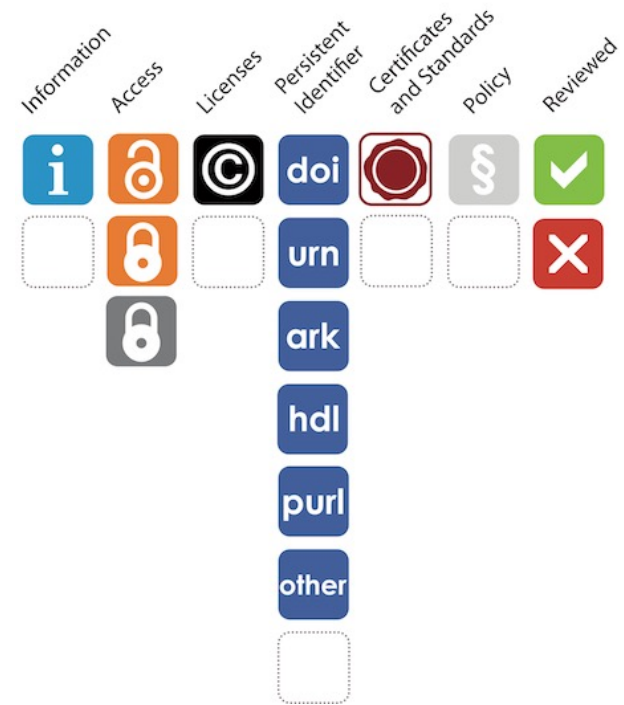 Information
Access
Licenses
Persistent
Identifier
Certificates
and Standards
Policy
Reviewed
i
©
doi
§
urn
ark
hdl
purl
other